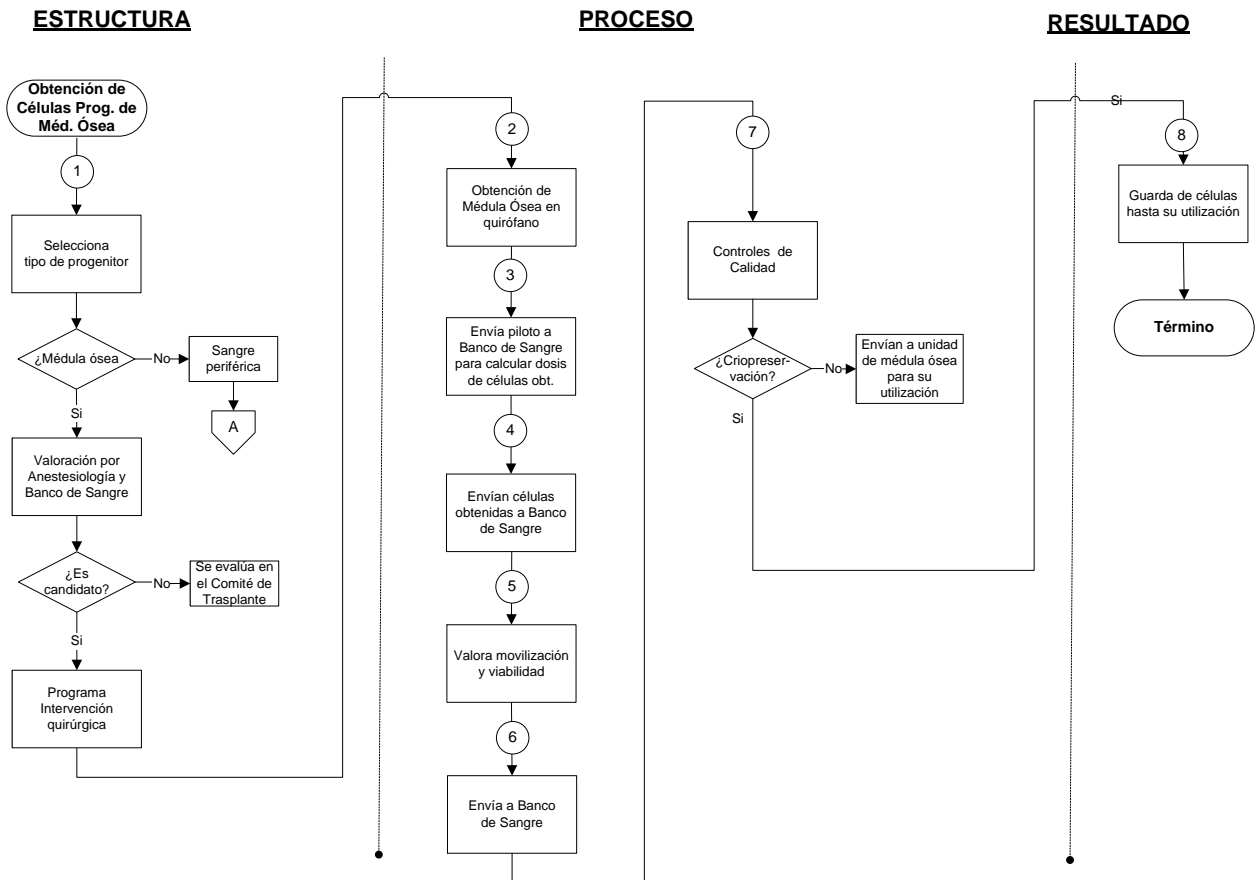 ESTRUCTURA
PROCESO
RESULTADO
Obtención de
Células Prog. de
Méd. Ósea
1
Selecciona
tipo de progenitor
¿Médula ósea
No
Sangre
periférica
A
Si
Valoración por
Anestesiología y
Banco de Sangre
¿Es
candidato?
No
Se evalúa en
el Comité de
Trasplante
Si
Programa
Intervención
quirúrgica
2
Obtención de
Médula Ósea en
quirófano
3
Envía piloto a
Banco de Sangre
para calcular dosis
de células obt.
4
Envían células
obtenidas a Banco
de Sangre
5
Valora movilización
y viabilidad
6
Envía a Banco
de Sangre
7
Controles de
Calidad
¿Criopreser-
vación?
No
Envían a unidad
de médula ósea
para su
utilización
Si
Si
8
Guarda de células
hasta su utilización
Término